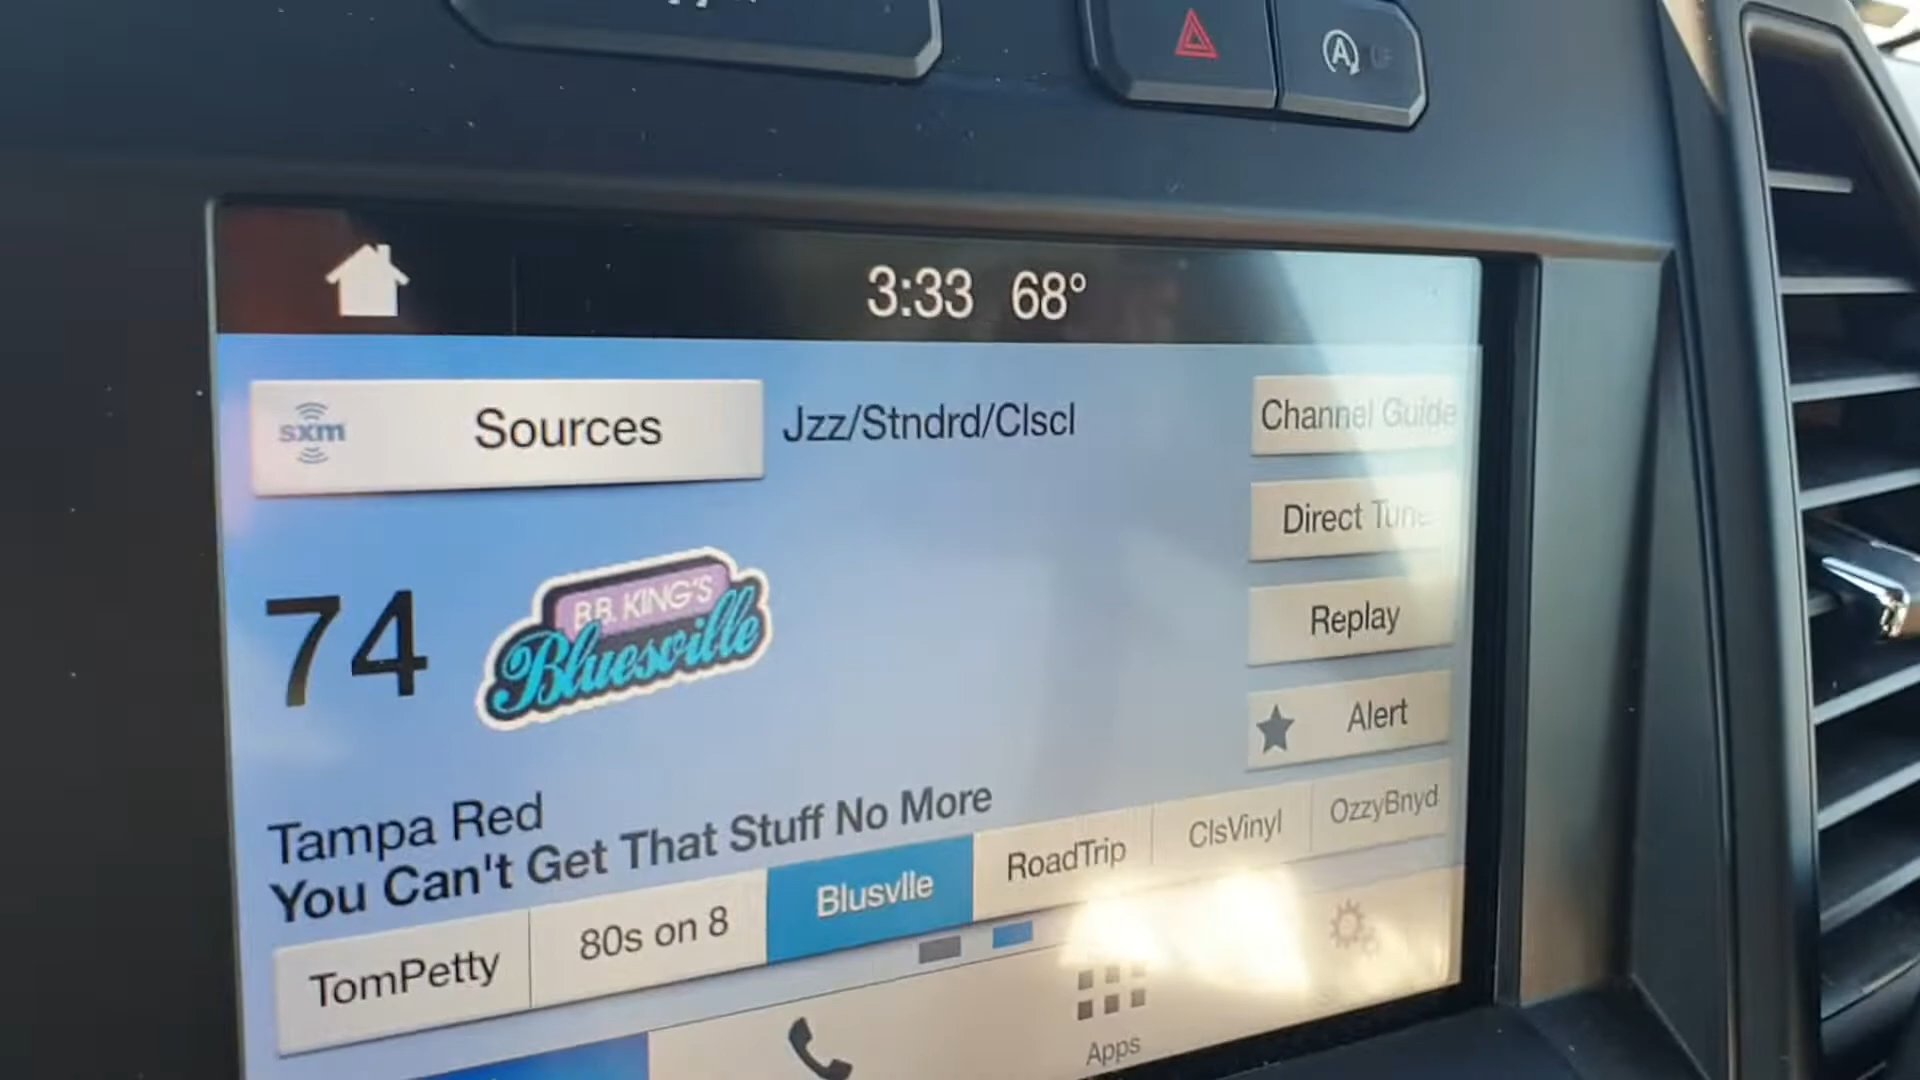 A
3:33 68°
sxm Sources
Jzz/Stndrd/Clscl
Channel Guide
Direct Tune
74
B.B. KING'S
Bluesville
Replay
Alert
Tampa Red
You Can't Get That Stuff No More
TomPetty 80s on 8 Blusvlle RoadTrip ClsVinyl OzzyBnyd
Apps